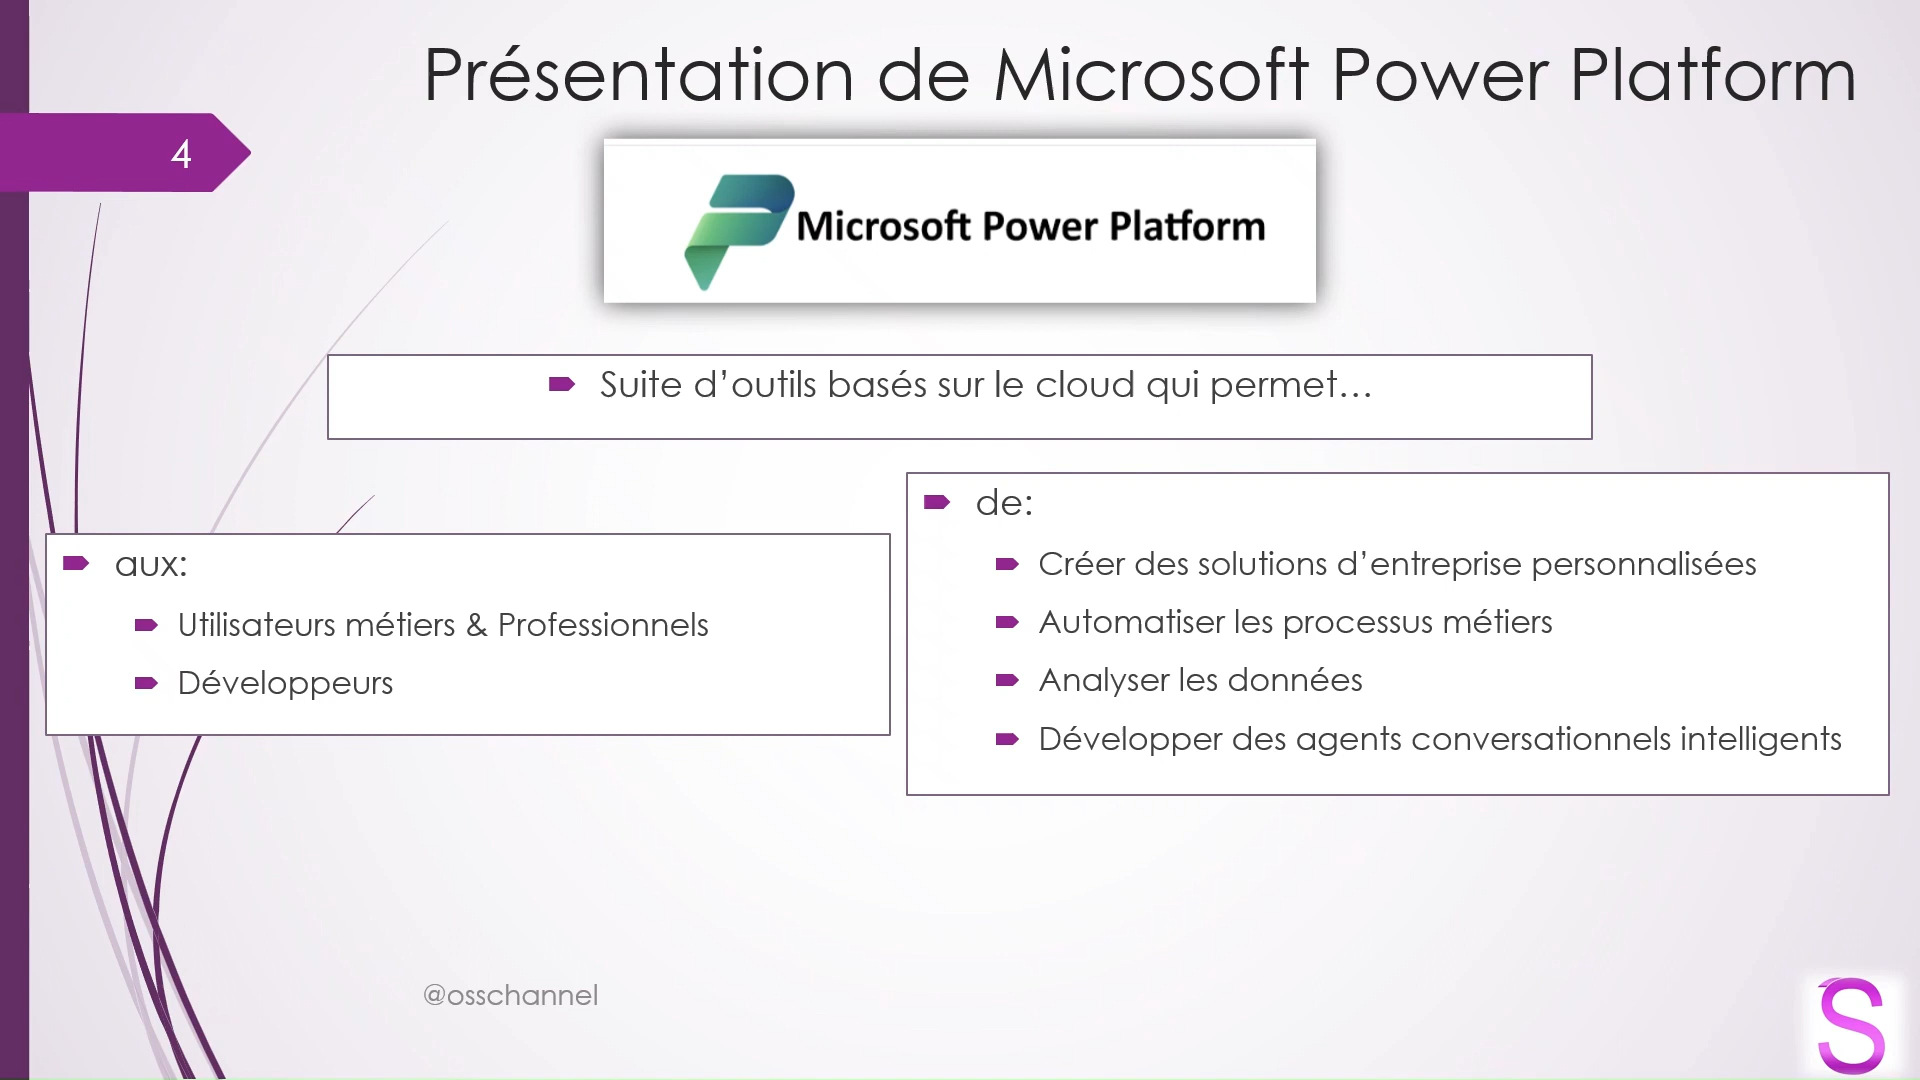 Présentation de Microsoft Power Platform
4
Microsoft Power Platform
Suite d’outils basés sur le cloud qui permet…
aux:
Utilisateurs métiers & Professionnels
Développeurs
de:
Créer des solutions d’entreprise personnalisées
Automatiser les processus métiers
Analyser les données
Développer des agents conversationnels intelligents
@osschannel
S